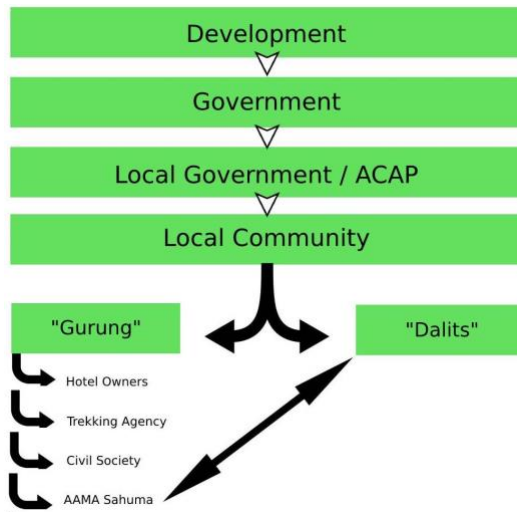 Development
Government
Local Government / ACAP
Local Community
"Gurung"
"Dalits"
Hotel Owners
Trekking Agency
Civil Society
AAMA Sahuma